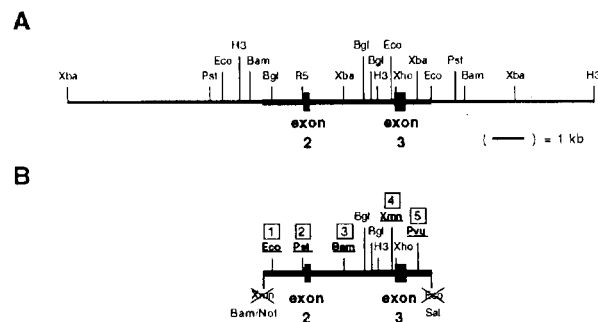 A
H3
Bgl
Eco
Eco
Bam
Bgl
Xba
Pst
Xba
Pst
Bgl
R5
Xba
H3
Xho
Eco
Bam
Xba
H3
exon
2
exon
3
( ) = 1 kb
B
4
Bgl
Xmn
5
1
2
3
Bgl
Pvu
Eco
Pst
Bam
H3
Xho
Xmn
Eco
Bam/Not
exon
2
exon
3
Sal